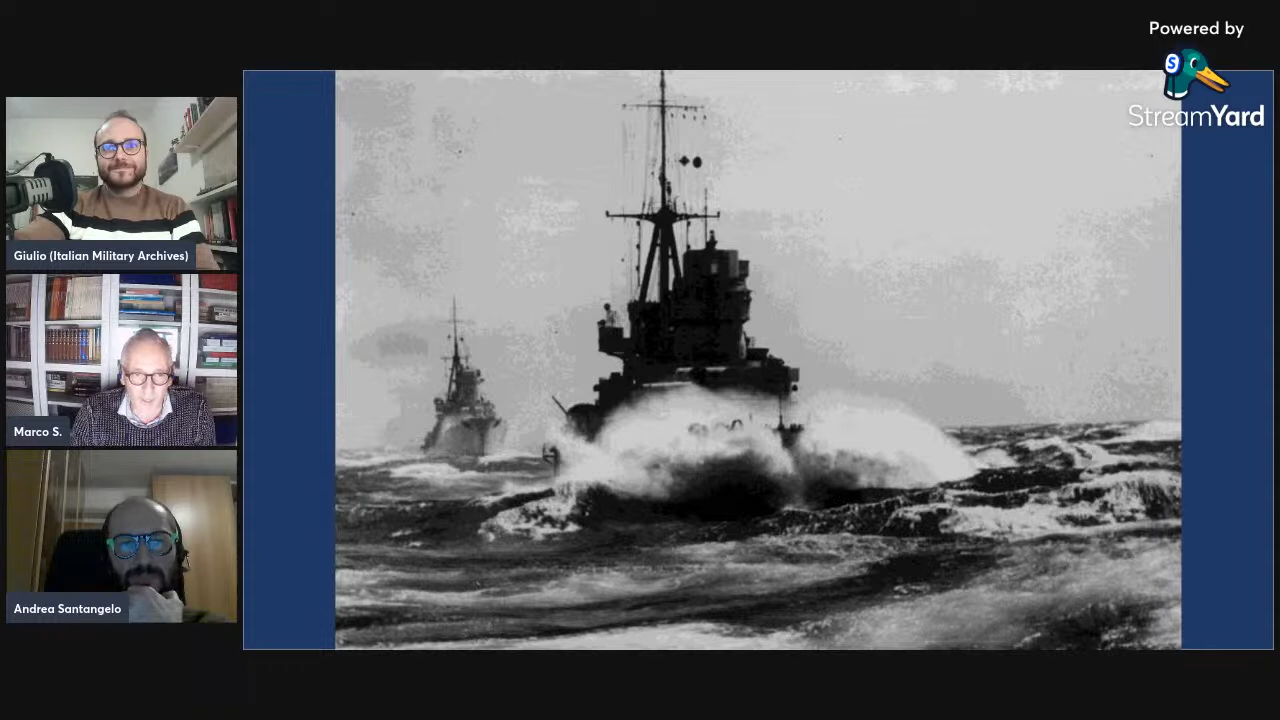 Powered by
StreamYard
Giulio (Italian Military Archives)
Marco S.
Andrea Santangelo